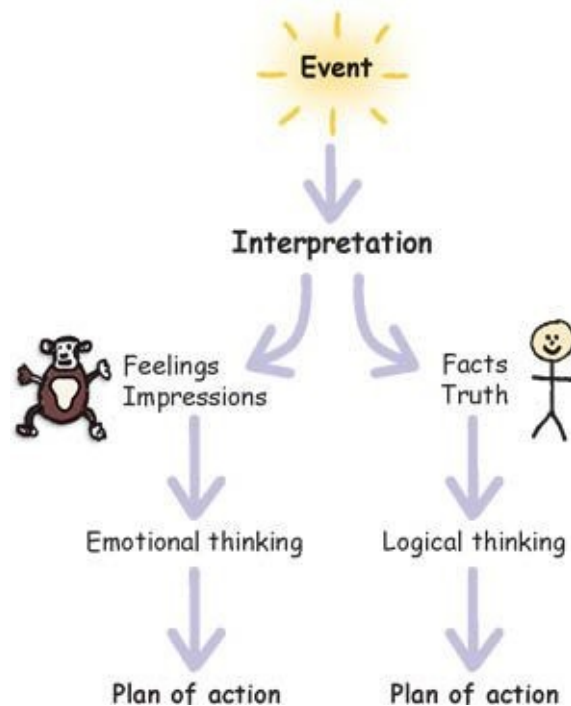 Event
Interpretation
Feelings
Impressions
Facts
Truth
Emotional thinking
Logical thinking
Plan of action
Plan of action